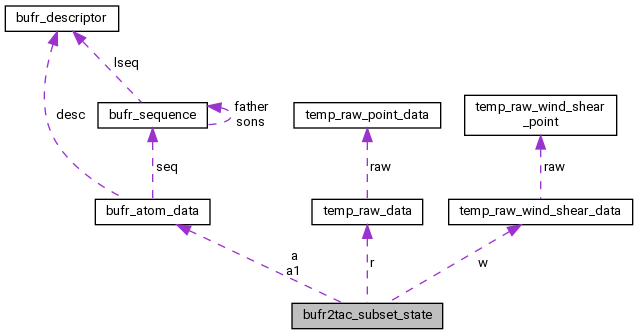 bufr_descriptor
lseq
desc
bufr_sequence
father
sons
temp_raw_point_data
temp_raw_wind_shear
_point
seq
raw
raw
bufr_atom_data
temp_raw_data
temp_raw_wind_shear_data
a
a1
r
w
bufr2tac_subset_state